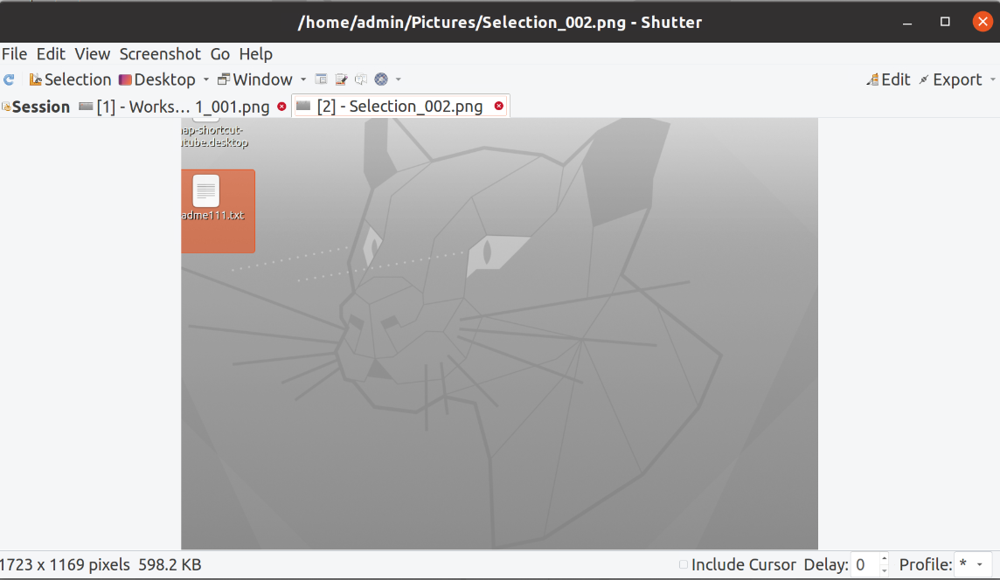 /home/admin/Pictures/Selection_002.png - Shutter
File Edit View Screenshot Go Help
Selection Desktop Window Edit Export
Session [1] - Works... 1_001.png [2] - Selection_002.png
ap-shortcut-
tube.desktop
adme111.txt
1723 x 1169 pixels 598.2 KB Include Cursor Delay: 0 Profile: *